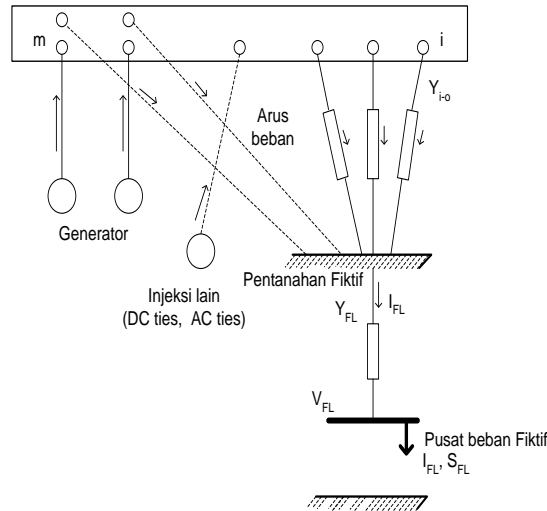 m
i
Y i-o
Arus
beban
Generator
Pentanahan Fiktif
Injeksi lain
(DC ties, AC ties)
Y FL
I FL
V FL
Pusat beban Fiktif
I FL, S FL